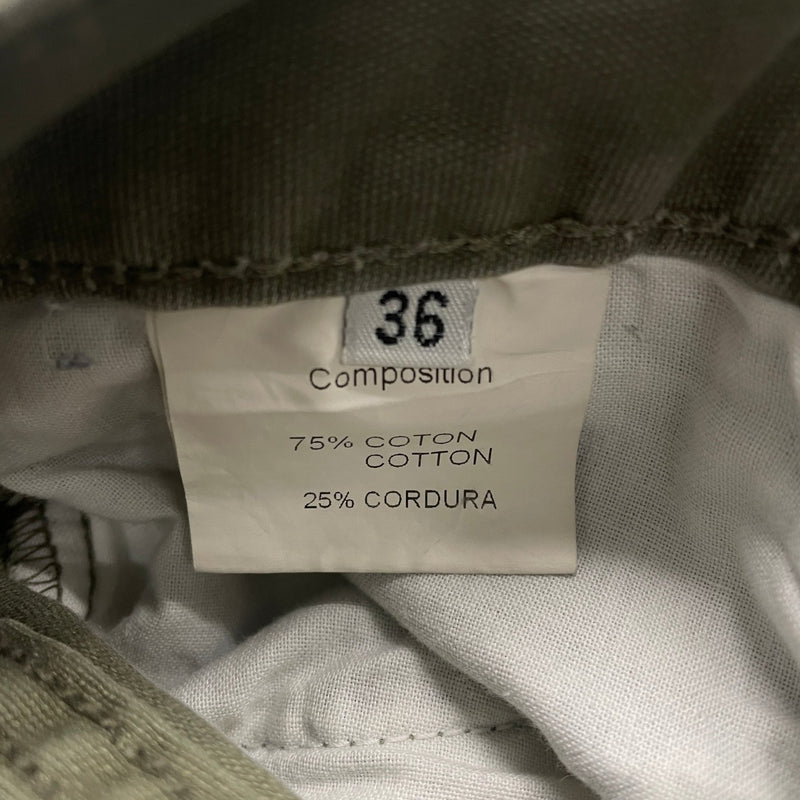 36
Composition
75% COTON
COTTON
25% CORDURA